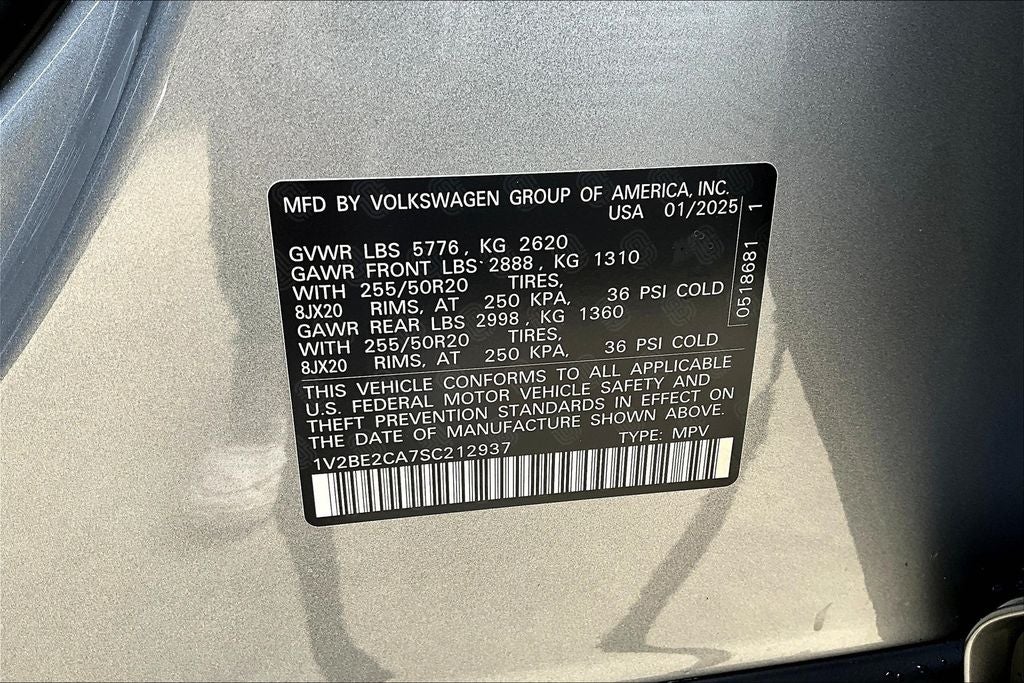 MFD BY VOLKSWAGEN GROUP OF AMERICA, INC.
USA 01/2025
GVWR LBS 5776, KG 2620
GAWR FRONT LBS 2888, KG 1310
WITH 255/50R20 TIRES,
8JX20 RIMS, AT 250 KPA, 36 PSI COLD
GAWR REAR LBS 2998, KG 1360
WITH 255/50R20 TIRES,
8JX20 RIMS, AT 250 KPA, 36 PSI COLD
THIS VEHICLE CONFORMS TO ALL APPLICABLE
U.S. FEDERAL MOTOR VEHICLE SAFETY AND
THEFT PREVENTION STANDARDS IN EFFECT ON
THE DATE OF MANUFACTURE SHOWN ABOVE.
1V2BE2CA7SC212937 TYPE: MPV
0518681 1